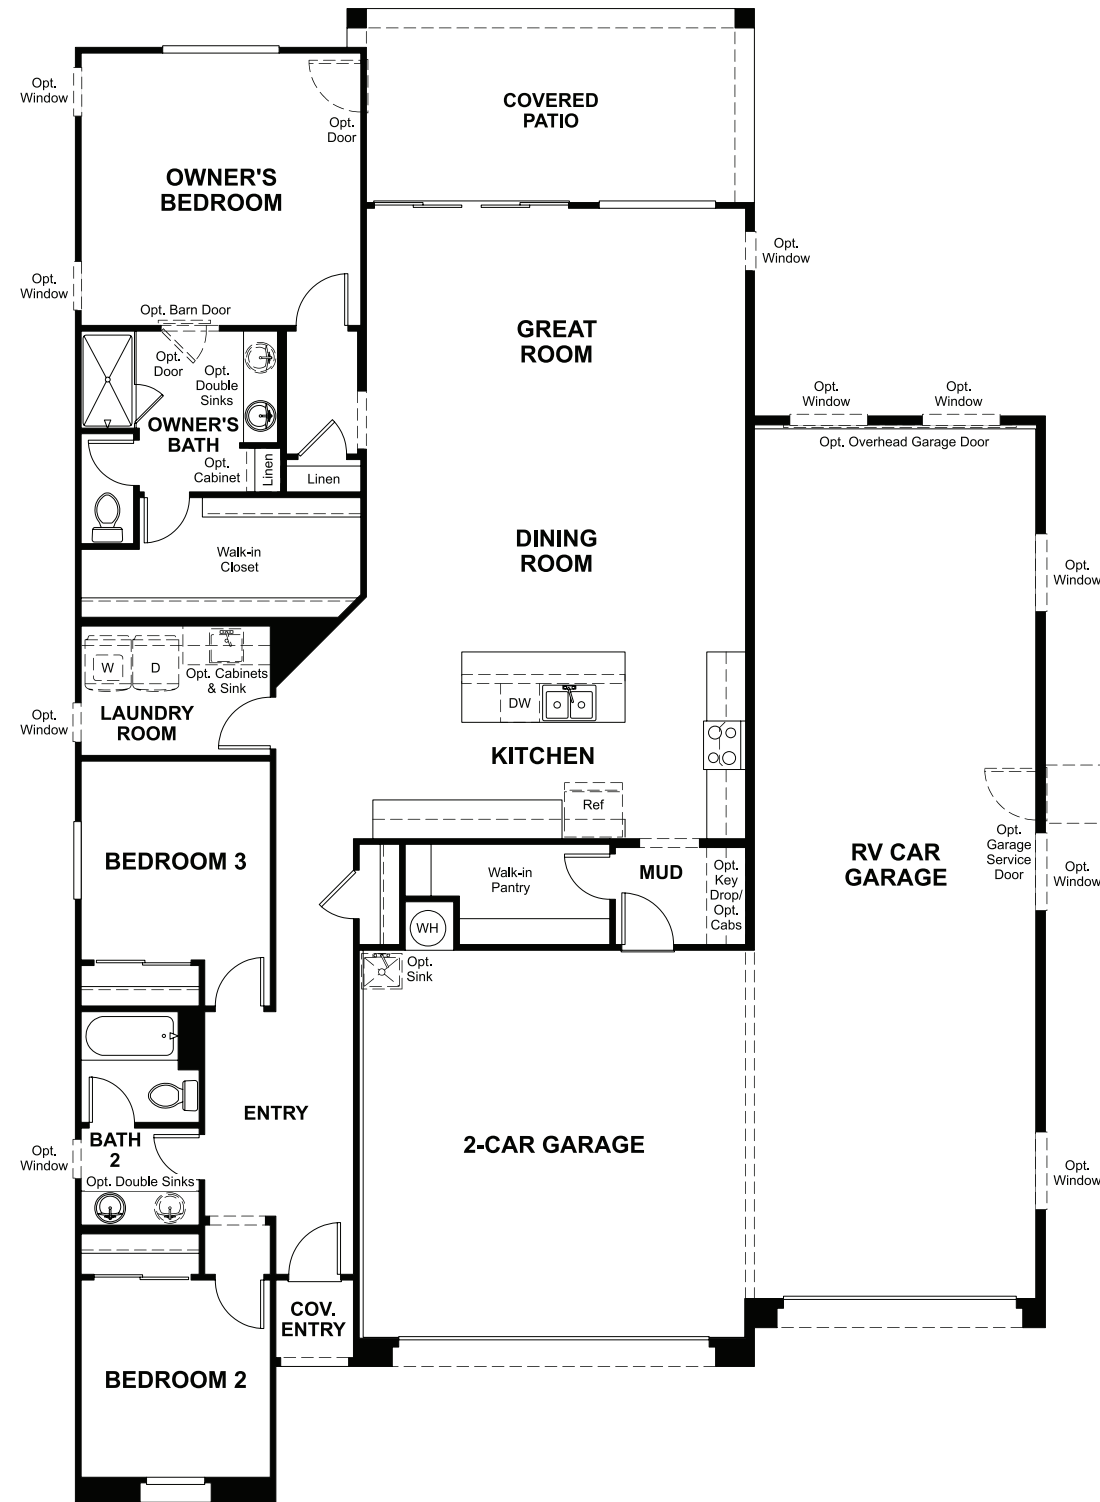 COVERED
PATIO
Opt.
Window
Opt.
Door
OWNER'S
BEDROOM
Opt.
Window
Opt.
Window
Opt. Barn Door
GREAT
ROOM
Opt.
Door
Opt.
Double
Sinks
OWNER'S
BATH
Opt.
Cabinet
Linen
Linen
Opt.
Window
Opt.
Window
Opt. Overhead Garage Door
DINING
ROOM
Walk-in
Closet
Opt.
Window
W
D
Opt. Cabinets
& Sink
LAUNDRY
ROOM
Opt.
Window
DW
KITCHEN
Ref
BEDROOM 3
Walk-in
Pantry
MUD
Opt.
Key
Drop/
Opt.
Cabs
RV CAR
GARAGE
Opt.
Garage
Service
Door
Opt.
Window
WH
Opt.
Sink
ENTRY
BATH
2
Opt. Double Sinks
Opt.
Window
2-CAR GARAGE
Opt.
Window
COV.
ENTRY
BEDROOM 2